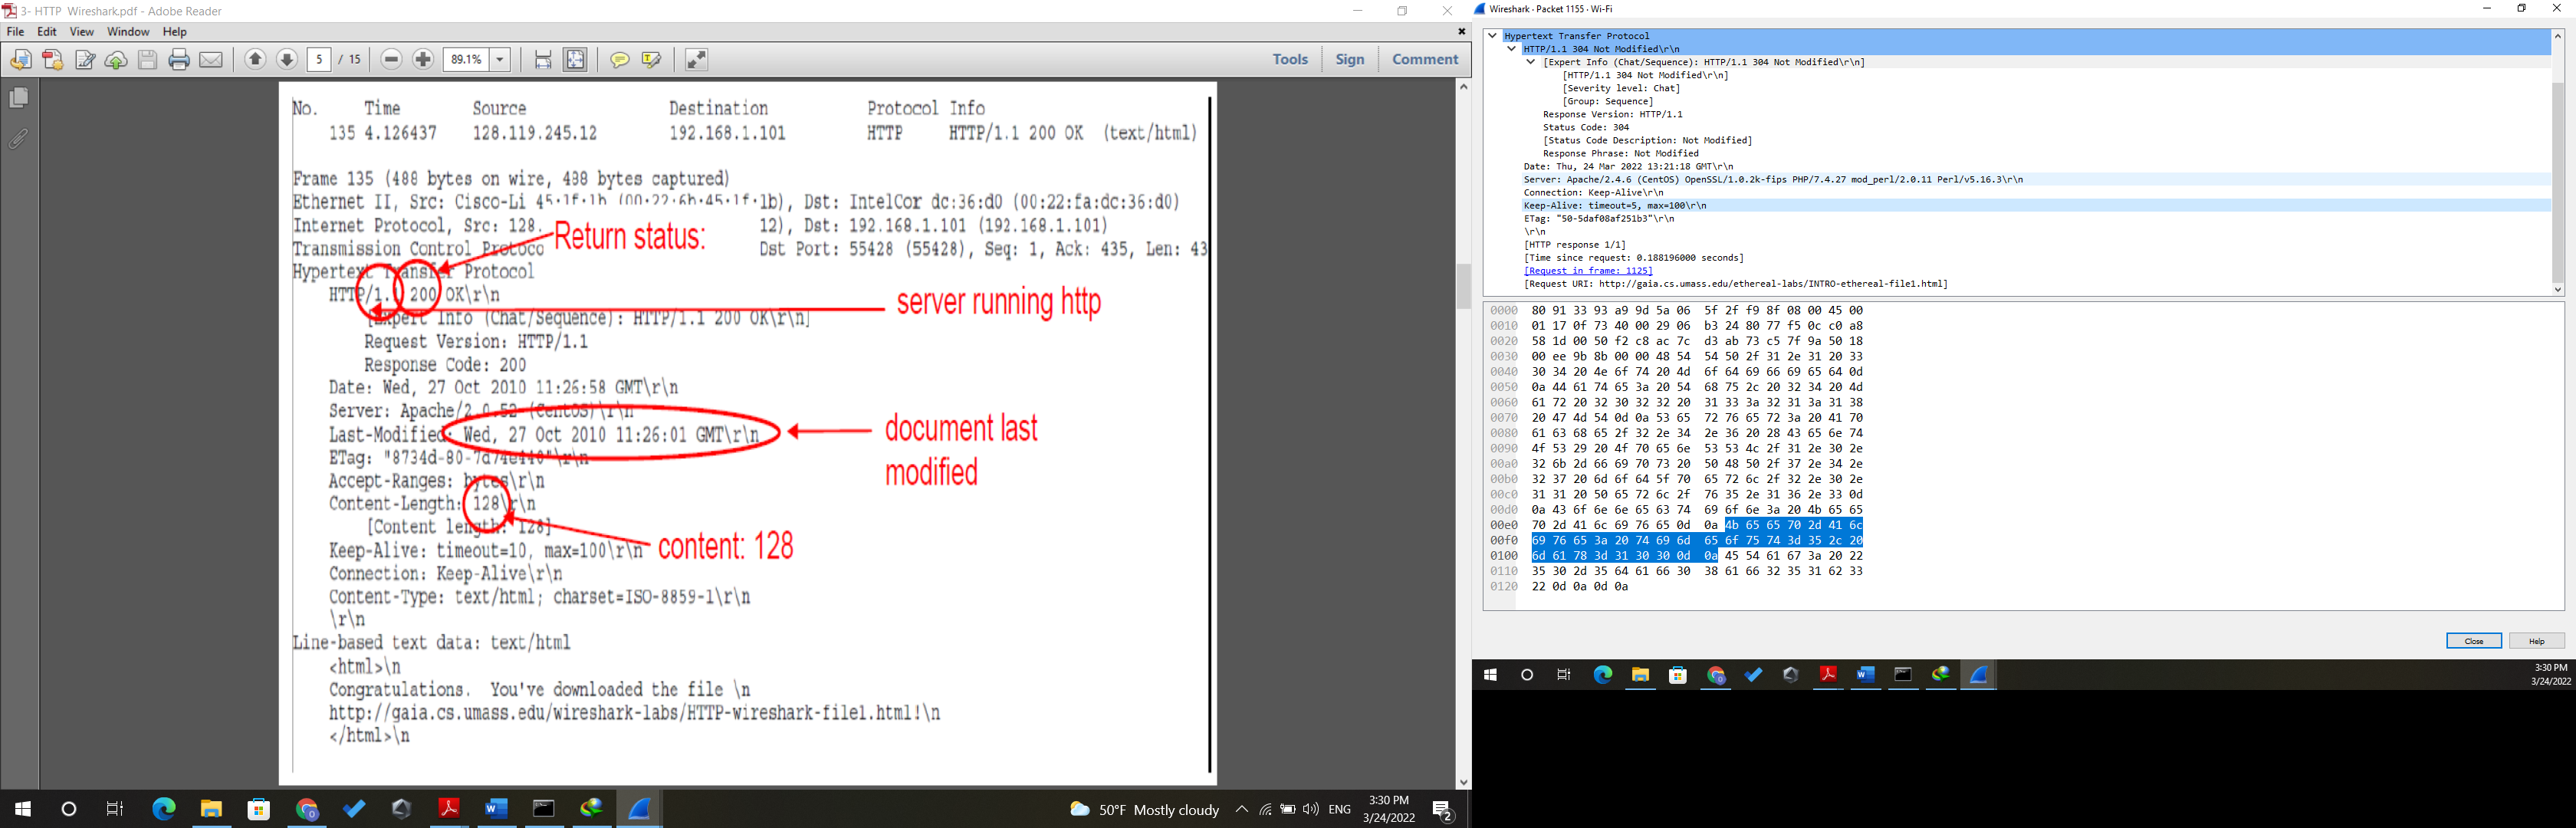 3- HTTP Wireshark.pdf - Adobe Reader
File Edit View Window Help
5 / 15
89.1%
Tools Sign Comment
No. Time Source Destination Protocol Info
135 4.126437 128.119.245.12 192.168.1.101 HTTP HTTP/1.1 200 OK (text/html)
Frame 135 (488 bytes on wire, 488 bytes captured)
Ethernet II, Src: Cisco-Li 45:1f:1b (00:22:6b:45:1f:1b), Dst: IntelCor dc:36:d0 (00:22:fa:dc:36:d0)
Internet Protocol, Src: 128. 12), Dst: 192.168.1.101 (192.168.1.101)
Return status:
Transmission Control Protoco Dst Port: 55428 (55428), Seq: 1, Ack: 435, Len: 43
Hypertext Transfer Protocol
HTTP/1.1 200 OK\r\n
server running http
[Expert Info (Chat/Sequence): HTTP/1.1 200 OK\r\n]
Request Version: HTTP/1.1
Response Code: 200
Date: Wed, 27 Oct 2010 11:26:58 GMT\r\n
Server: Apache/2.0.52 (CentOS)\r\n
Last-Modified: Wed, 27 Oct 2010 11:26:01 GMT\r\n
document last
modified
ETag: "8734d-80-7d74e440"\r\n
Accept-Ranges: bytes\r\n
Content-Length: 128\r\n
[Content length: 128]
content: 128
Keep-Alive: timeout=10, max=100\r\n
Connection: Keep-Alive\r\n
Content-Type: text/html; charset=ISO-8859-1\r\n
\r\n
Line-based text data: text/html
<html>\n
Congratulations. You've downloaded the file \n
http://gaia.cs.umass.edu/wireshark-labs/HTTP-wireshark-file1.html!\n
</html>\n
50°F Mostly cloudy
ENG
3:30 PM
3/24/2022
2
Wireshark · Packet 1155 · Wi-Fi
Hypertext Transfer Protocol
HTTP/1.1 304 Not Modified\r\n
[Expert Info (Chat/Sequence): HTTP/1.1 304 Not Modified\r\n]
[HTTP/1.1 304 Not Modified\r\n]
[Severity level: Chat]
[Group: Sequence]
Response Version: HTTP/1.1
Status Code: 304
[Status Code Description: Not Modified]
Response Phrase: Not Modified
Date: Thu, 24 Mar 2022 13:21:18 GMT\r\n
Server: Apache/2.4.6 (CentOS) OpenSSL/1.0.2k-fips PHP/7.4.27 mod_perl/2.0.11 Perl/v5.16.3\r\n
Connection: Keep-Alive\r\n
Keep-Alive: timeout=5, max=100\r\n
ETag: "50-5daf08af251b3"\r\n
\r\n
[HTTP response 1/1]
[Time since request: 0.188196000 seconds]
[Request in frame: 1125]
[Request URI: http://gaia.cs.umass.edu/ethereal-labs/INTRO-ethereal-file1.html]
0000 80 91 33 93 a9 9d 5a 06 5f 2f f9 8f 08 00 45 00
0010 01 17 0f 73 40 00 29 06 b3 24 80 77 f5 0c c0 a8
0020 58 1d 00 50 f2 c8 ac 7c d3 ab 73 c5 7f 9a 50 18
0030 00 ee 9b 8b 00 00 48 54 54 50 2f 31 2e 31 20 33
0040 30 34 20 4e 6f 74 20 4d 6f 64 69 66 69 65 64 0d
0050 0a 44 61 74 65 3a 20 54 68 75 2c 20 32 34 20 4d
0060 61 72 20 32 30 32 32 20 31 33 3a 32 31 3a 31 38
0070 20 47 4d 54 0d 0a 53 65 72 76 65 72 3a 20 41 70
0080 61 63 68 65 2f 32 2e 34 2e 36 20 28 43 65 6e 74
0090 4f 53 29 20 4f 70 65 6e 53 53 4c 2f 31 2e 30 2e
00a0 32 6b 2d 66 69 70 73 20 50 48 50 2f 37 2e 34 2e
00b0 32 37 20 6d 6f 64 5f 70 65 72 6c 2f 32 2e 30 2e
00c0 31 31 20 50 65 72 6c 2f 76 35 2e 31 36 2e 33 0d
00d0 0a 43 6f 6e 6e 65 63 74 69 6f 6e 3a 20 4b 65 65
00e0 70 2d 41 6c 69 76 65 0d 0a 4b 65 65 70 2d 41 6c
00f0 69 76 65 3a 20 74 69 6d 65 6f 75 74 3d 35 2c 20
0100 6d 61 78 3d 31 30 30 0d 0a 45 54 61 67 3a 20 22
0110 35 30 2d 35 64 61 66 30 38 61 66 32 35 31 62 33
0120 22 0d 0a 0d 0a
Close Help
3:30 PM
3/24/2022